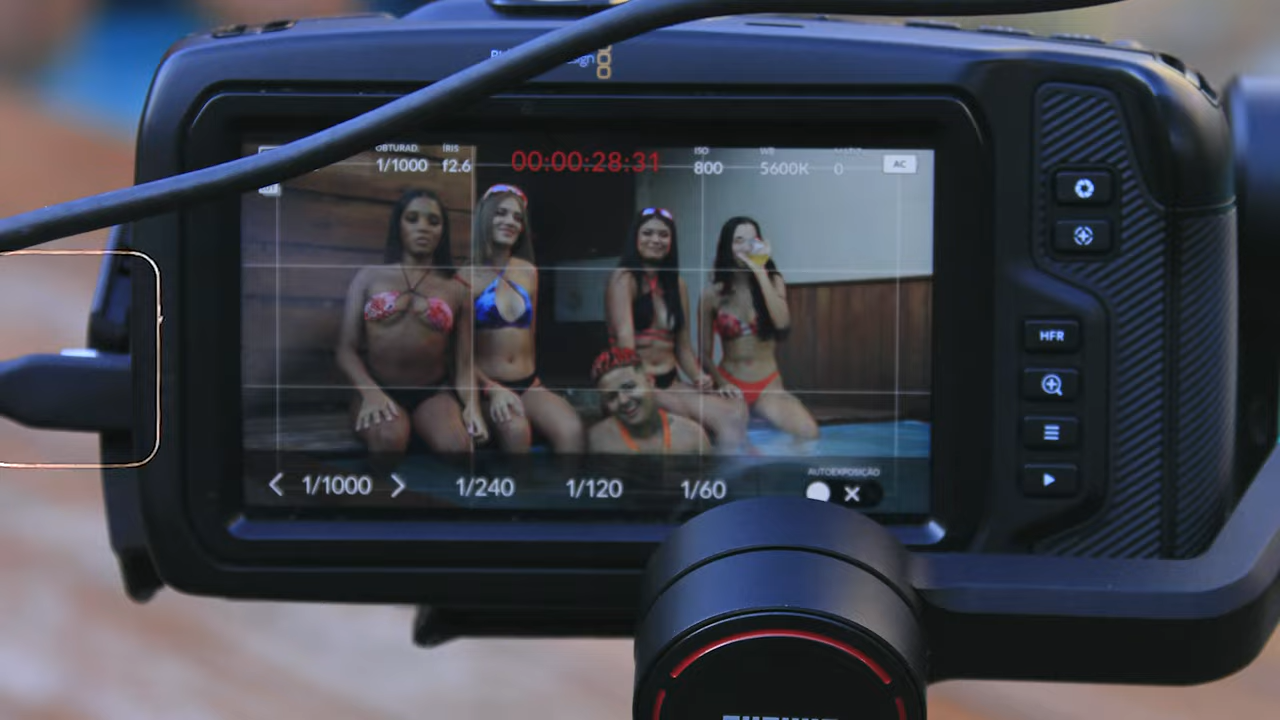 OBTURAD. ÍRIS ISO WB
1/1000 f2.6 00:00:28:31 800 5600K 0 AC
HFR
AUTOEXPOSIÇÃO
1/1000 1/240 1/120 1/60